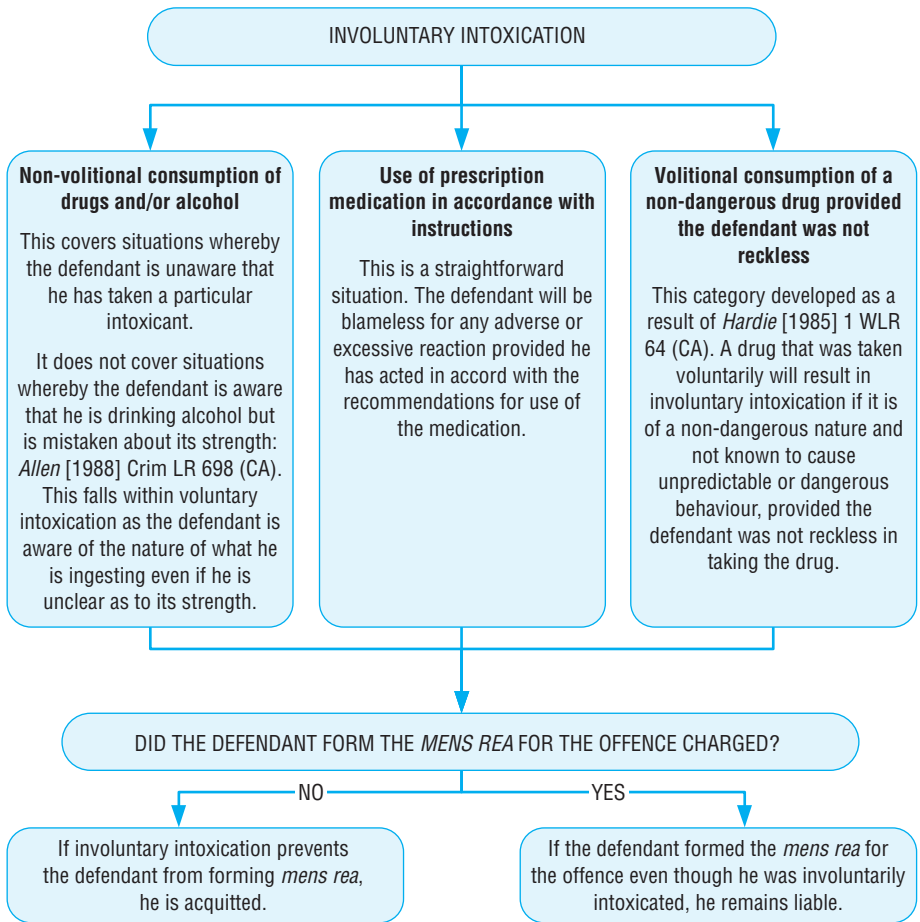 INVOLUNTARY INTOXICATION
Non-volitional consumption of
drugs and/or alcohol
This covers situations whereby
the defendant is unaware that
he has taken a particular
intoxicant.
It does not cover situations
whereby the defendant is aware
that he is drinking alcohol but
is mistaken about its strength:
Allen [1988] Crim LR 698 (CA).
This falls within voluntary
intoxication as the defendant is
aware of the nature of what he
is ingesting even if he is
unclear as to its strength.
Use of prescription
medication in accordance with
instructions
This is a straightforward
situation. The defendant will be
blameless for any adverse or
excessive reaction provided he
has acted in accord with the
recommendations for use of
the medication.
Volitional consumption of a
non-dangerous drug provided
the defendant was not
reckless
This category developed as a
result of Hardie [1985] 1 WLR
64 (CA). A drug that was taken
voluntarily will result in
involuntary intoxication if it is
of a non-dangerous nature and
not known to cause
unpredictable or dangerous
behaviour, provided the
defendant was not reckless in
taking the drug.
DID THE DEFENDANT FORM THE MENS REA FOR THE OFFENCE CHARGED?
NO
YES
If involuntary intoxication prevents
the defendant from forming mens rea,
he is acquitted.
If the defendant formed the mens rea for
the offence even though he was involuntarily
intoxicated, he remains liable.